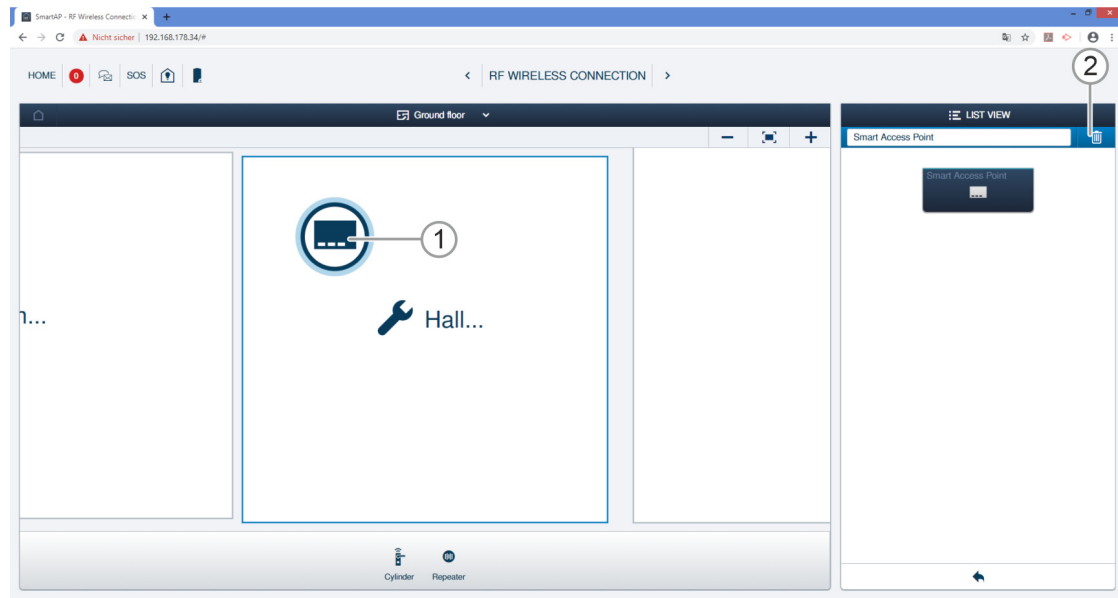 SmartAP - RF Wireless Connectio
Nicht sicher | 192.168.178.34/#
HOME 0 SOS
RF WIRELESS CONNECTION
2
Ground floor
LIST VIEW
Smart Access Point
Smart Access Point
1
n...
Hall...
Cylinder Repeater